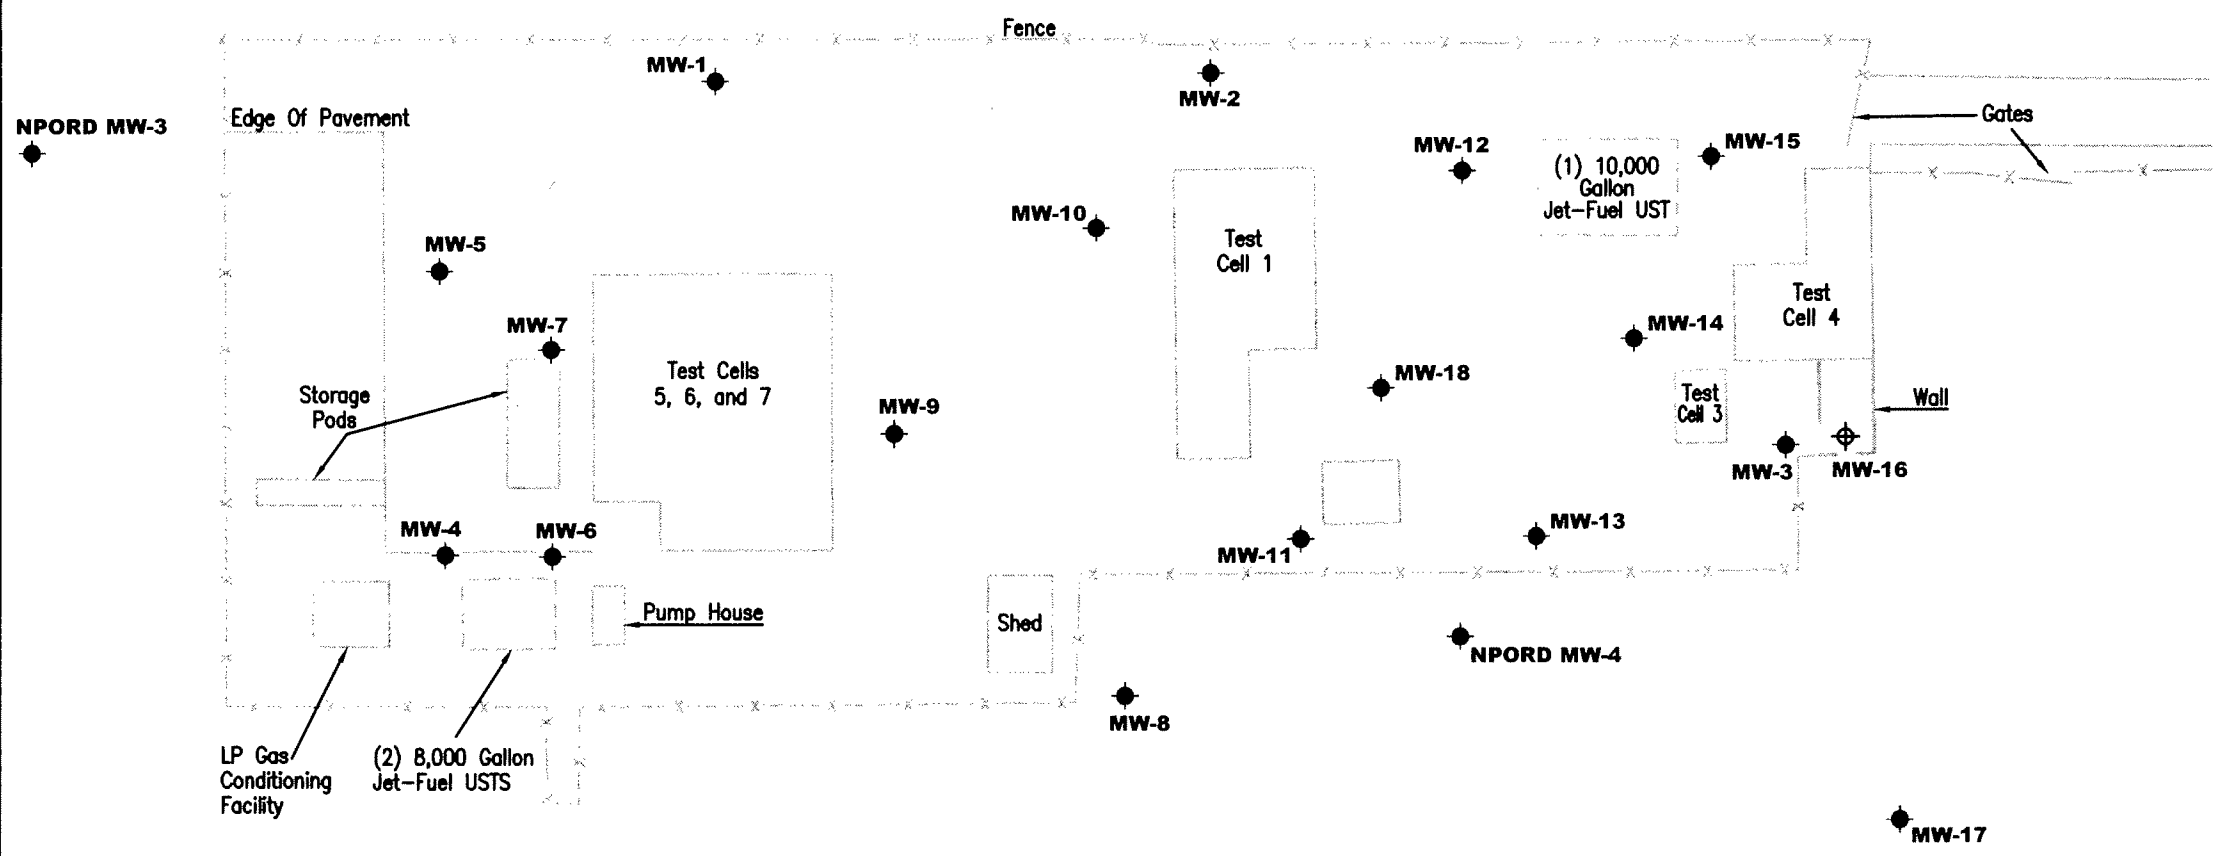 Fence
MW-1
MW-2
Edge Of Pavement
NPORD MW-3
Gates
MW-12
(1) 10,000
Gallon
Jet-Fuel UST
MW-15
MW-10
MW-5
Test
Cell 1
Test
Cell 4
MW-7
MW-14
Test Cells
5, 6, and 7
MW-18
Storage
Pods
MW-9
Test
Cell 3
Wall
MW-3
MW-16
MW-4
MW-6
MW-11
MW-13
Pump House
Shed
NPORD MW-4
MW-8
LP Gas
Conditioning
Facility
(2) 8,000 Gallon
Jet-Fuel USTS
MW-17